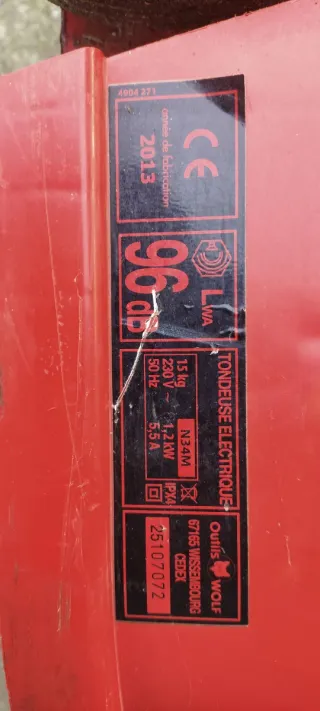 4904 271
CE
année de fabrication
2013
LWA
96
db
TONDEUSE ELECTRIQUE
N34M
15 kg
230 V ~ 1,2 kW
50 Hz 5,5 A
IPX4
Outils WOLF
67165 WISSEMBOURG
CEDEX
25107072